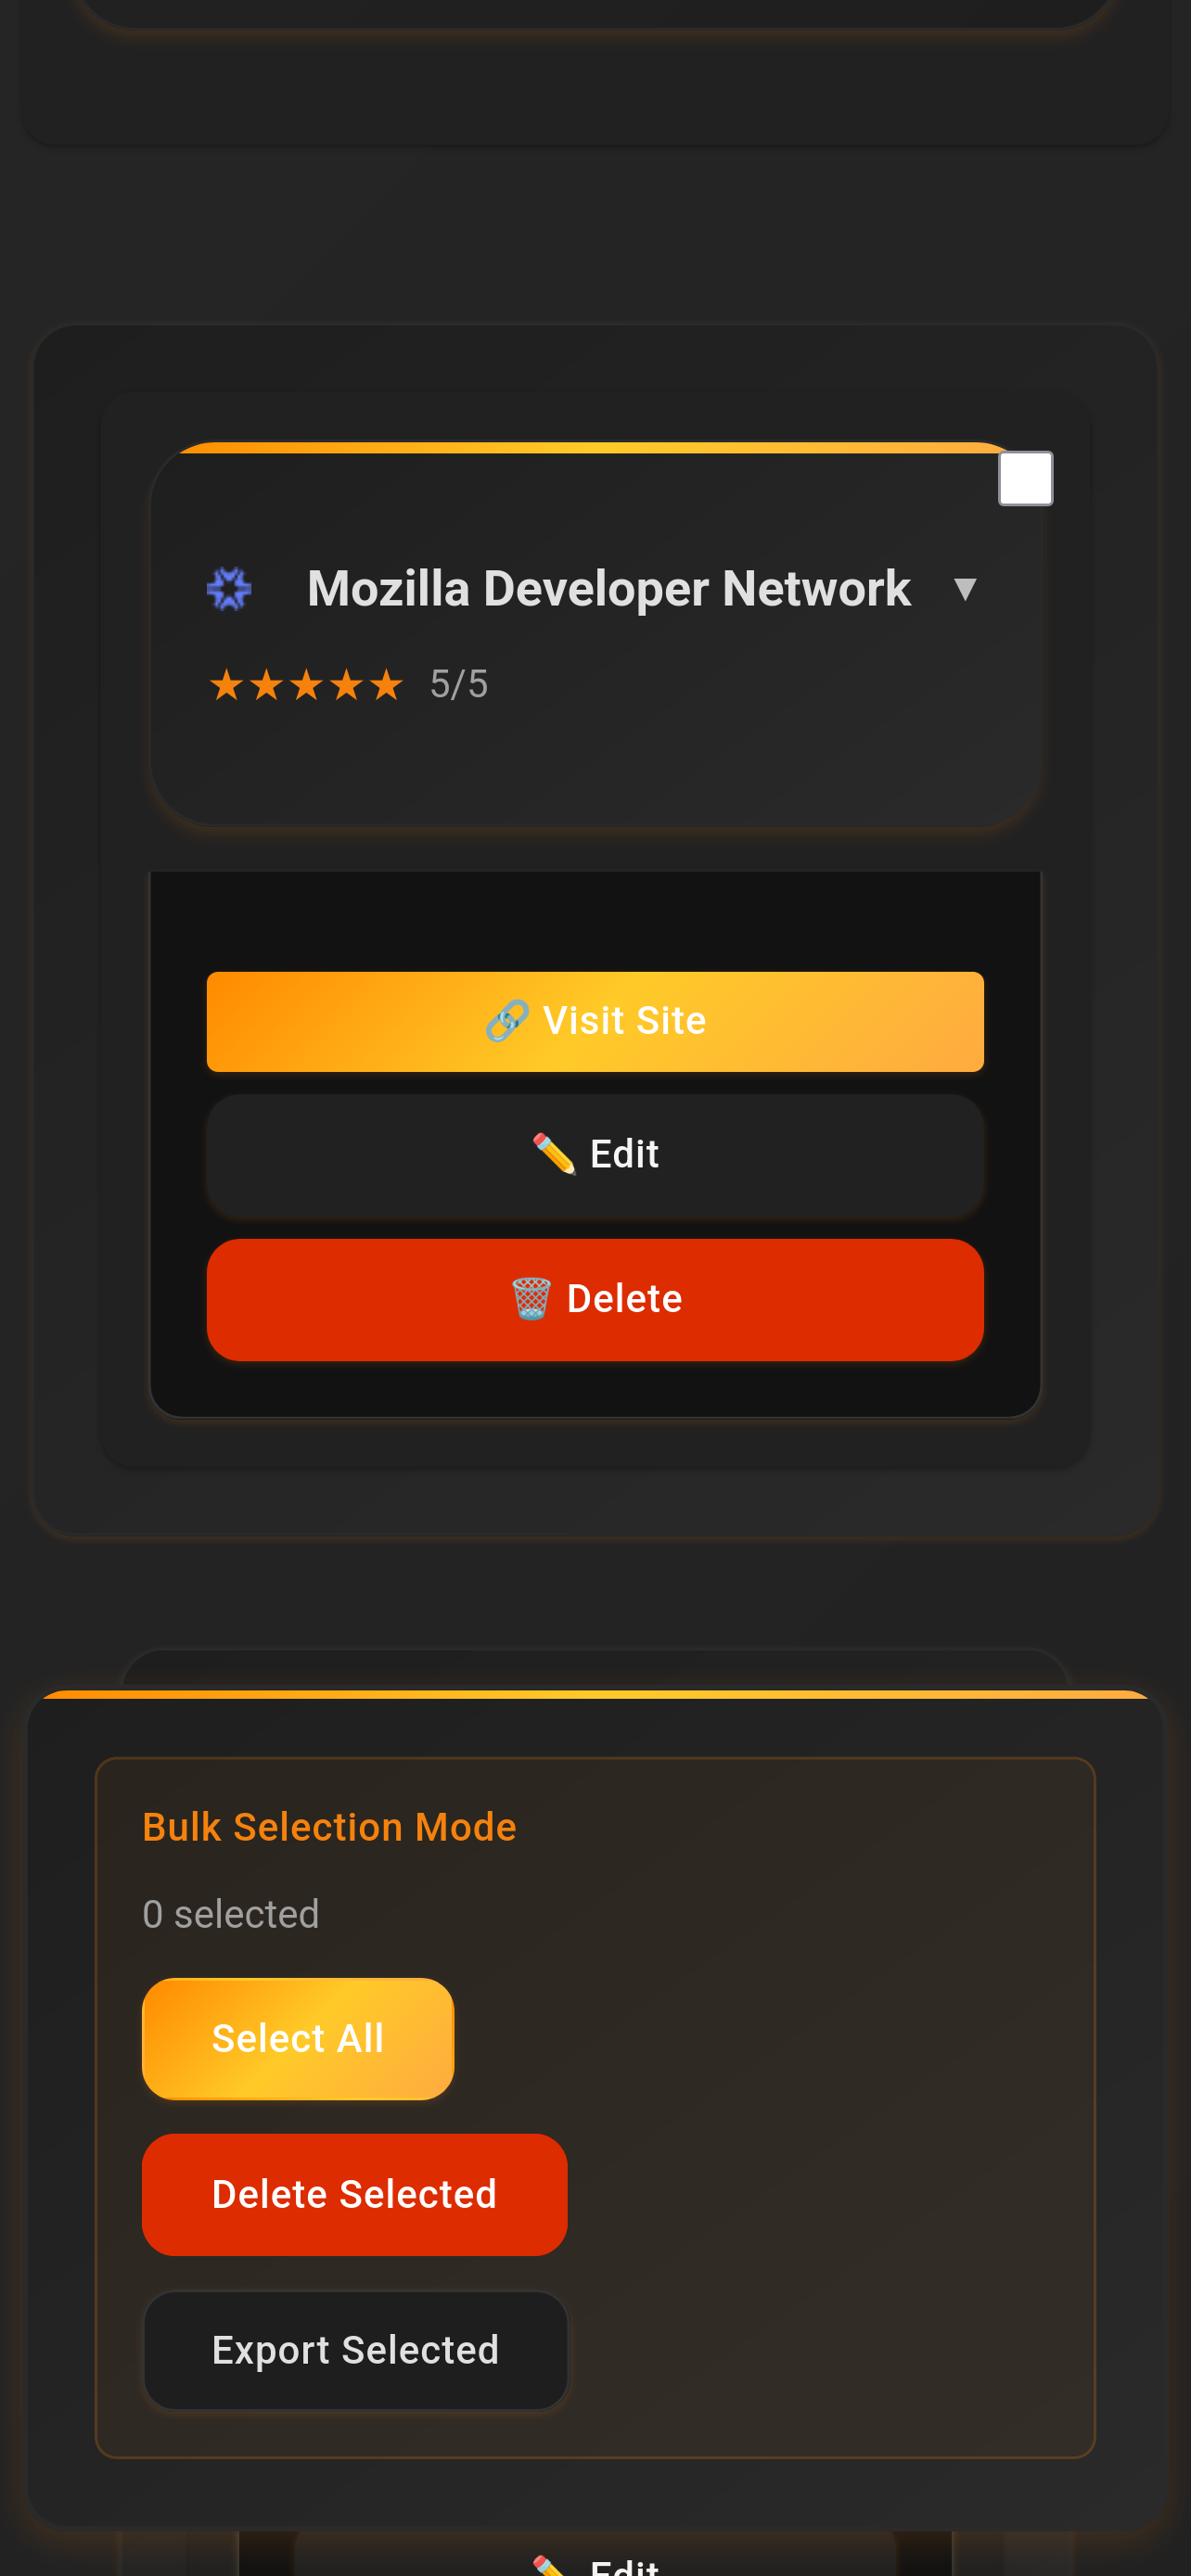 Mozilla Developer Network ▼
★★★★★ 5/5
🔗 Visit Site
✏️ Edit
🗑️ Delete
Bulk Selection Mode
0 selected
Select All
Delete Selected
Export Selected
✏️ Edit